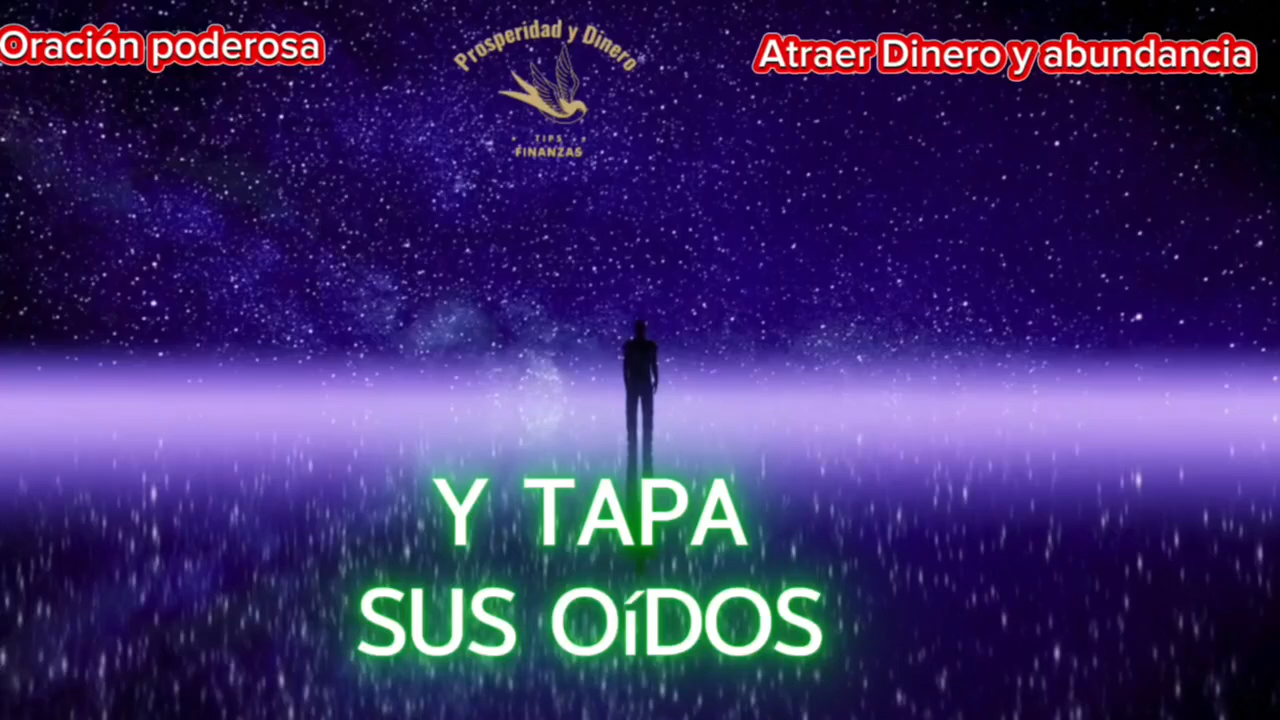 Oración poderosa
Prosperidad y Dinero
Atraer Dinero y abundancia
TIPS
FINANZAS
Y TAPA
SUS OíDOS